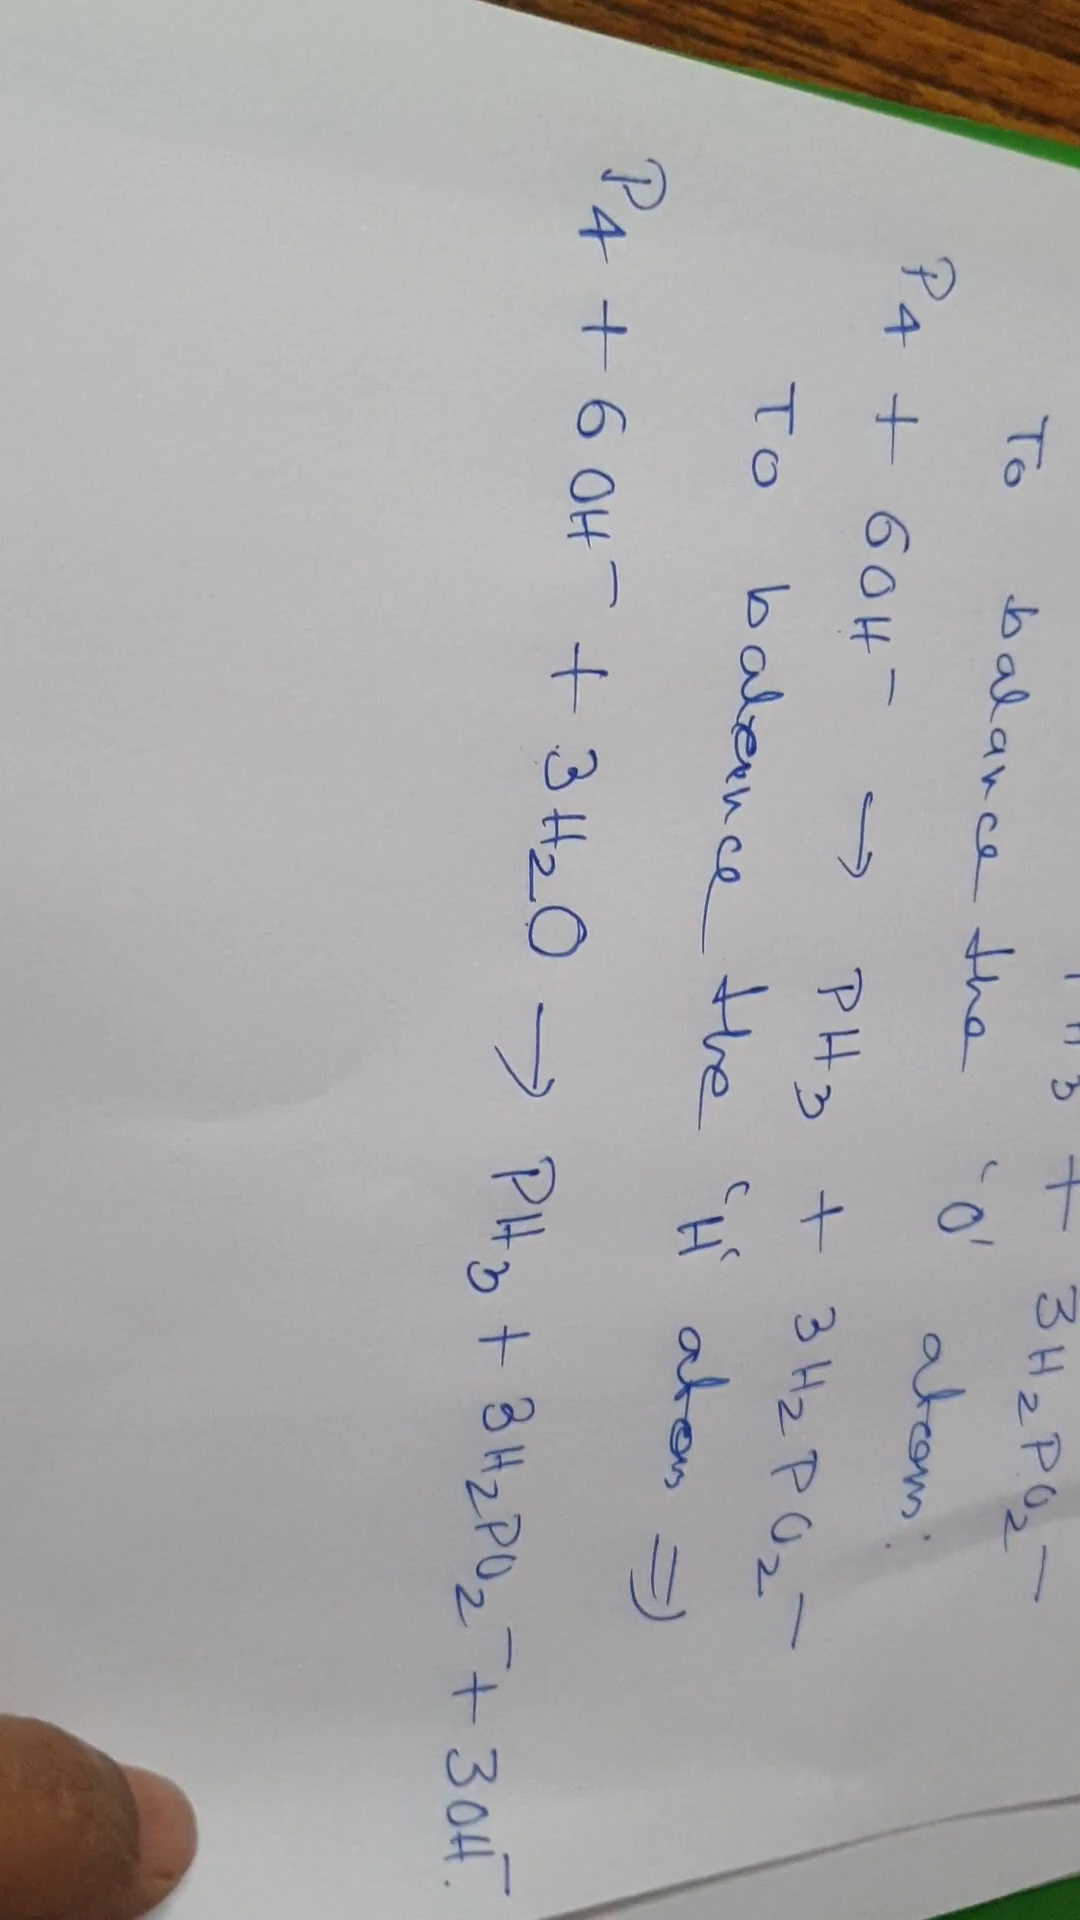 PH3 + 3H2PO2-
To balance the 'O' atom.
P4 + 6OH- → PH3 + 3H2PO2-
To balance the 'H' atom ⇒
P4 + 6OH- + 3H2O → PH3 + 3H2PO2- + 3OH-.